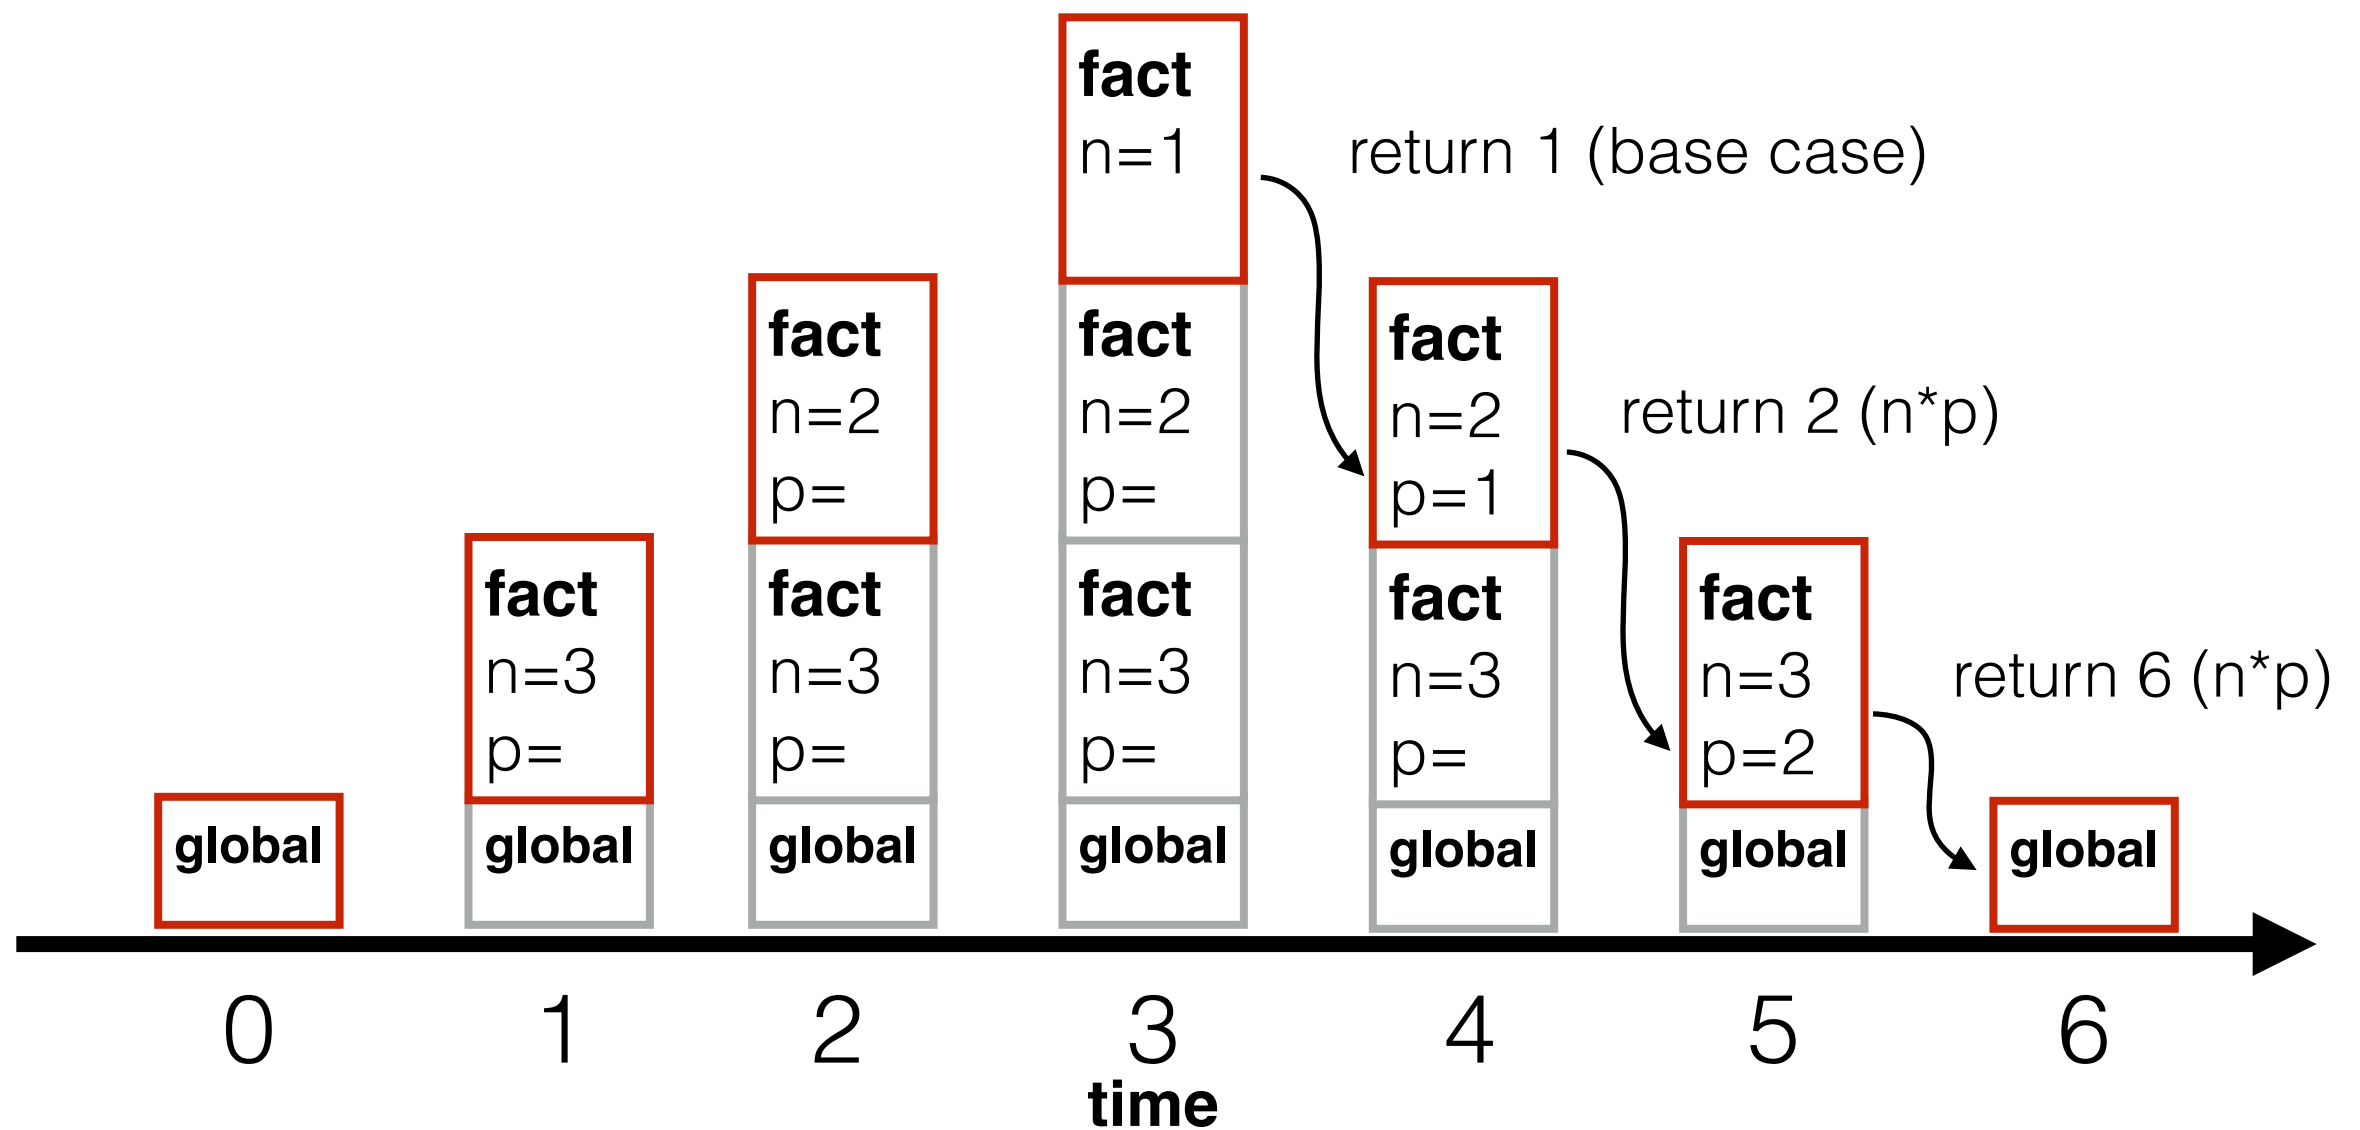 global
fact
n=3
p=
global
fact
n=2
p=
fact
n=3
p=
global
fact
n=1
fact
n=2
p=
fact
n=3
p=
global
return 1 (base case)
fact
n=2
p=1
fact
n=3
p=
global
return 2 (n*p)
fact
n=3
p=2
global
return 6 (n*p)
global
0 1 2 3 4 5 6
time